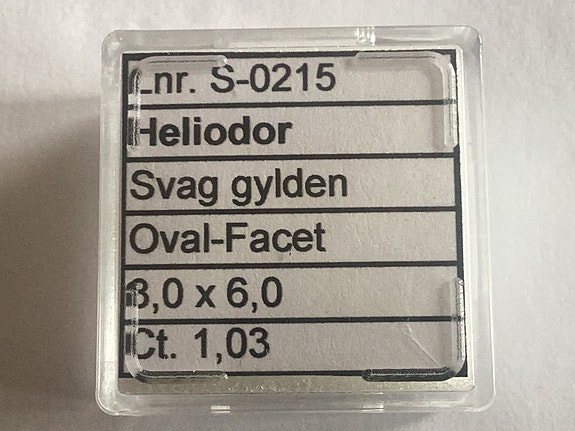 Lnr. S-0215
Heliodor
Svag gylden
Oval-Facet
8,0 x 6,0
Ct. 1,03